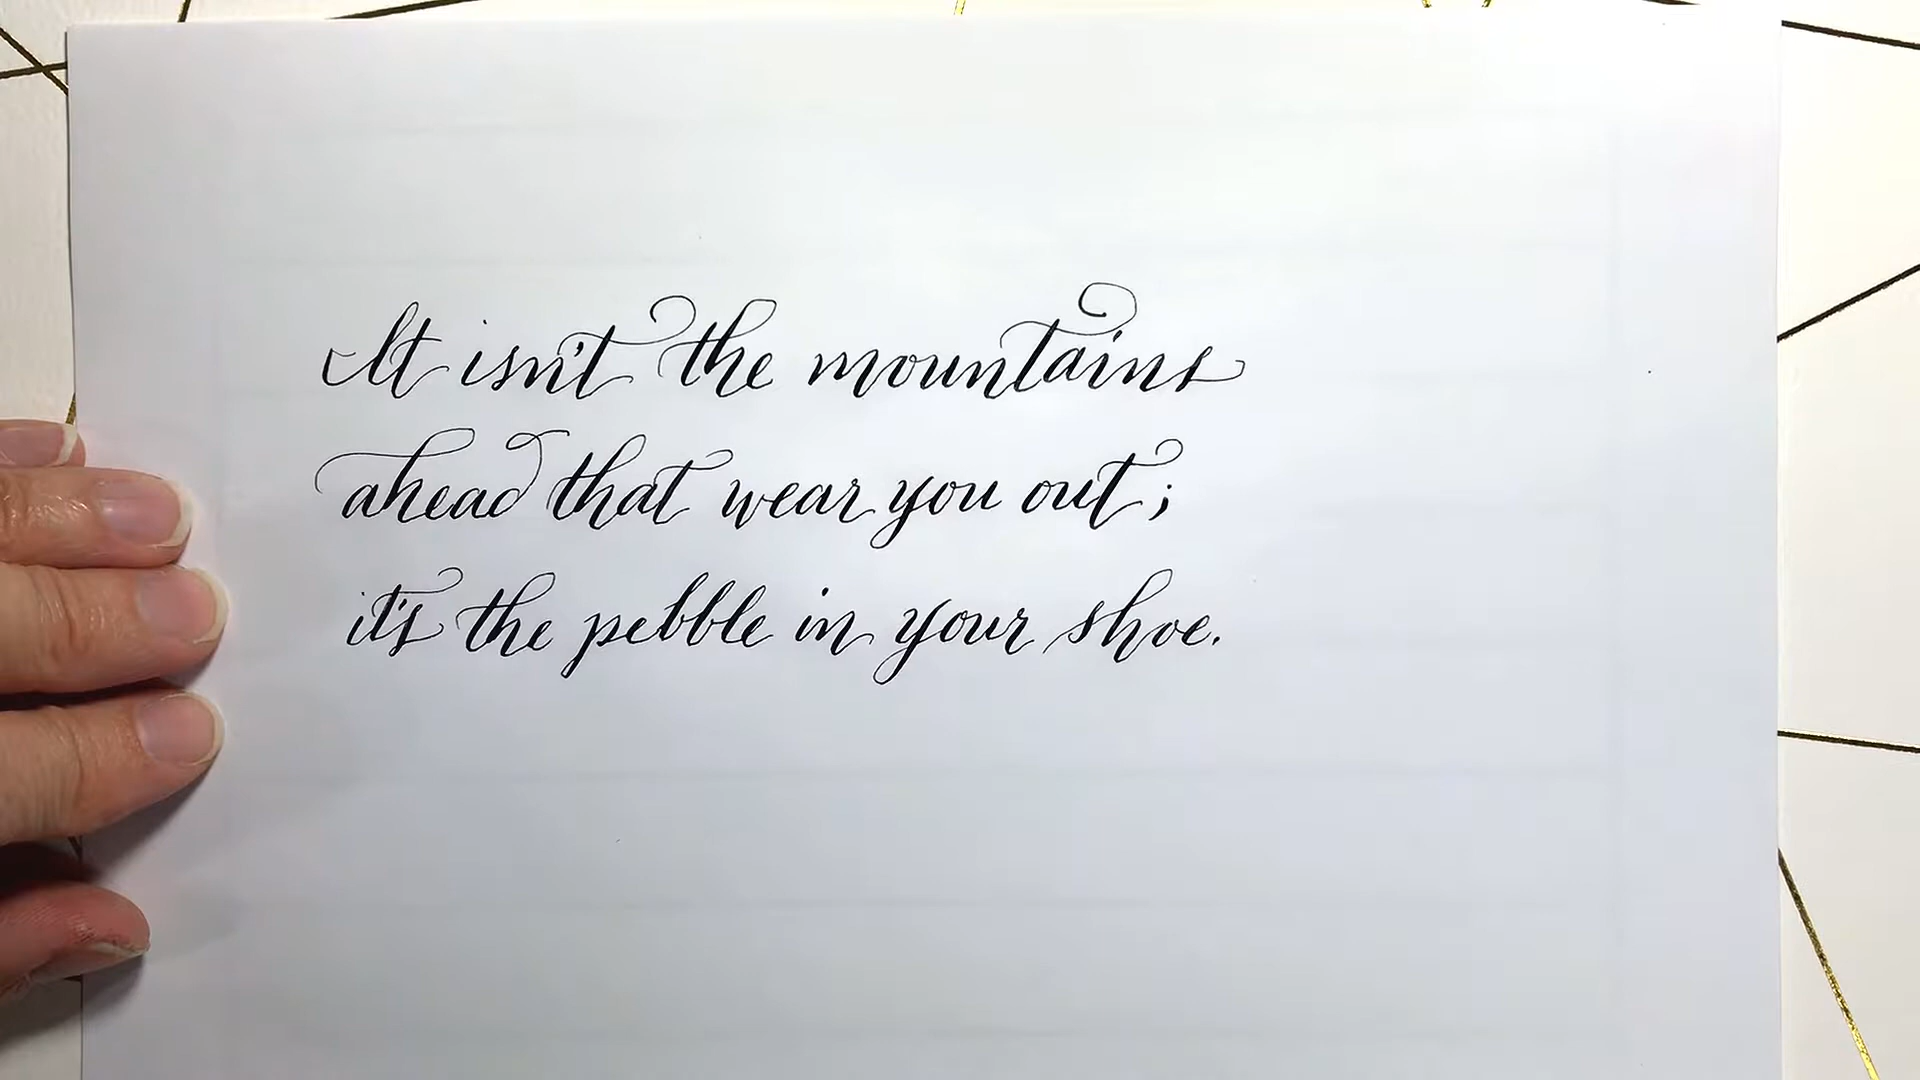 It isn't the mountains
ahead that wear you out;
it's the pebble in your shoe.